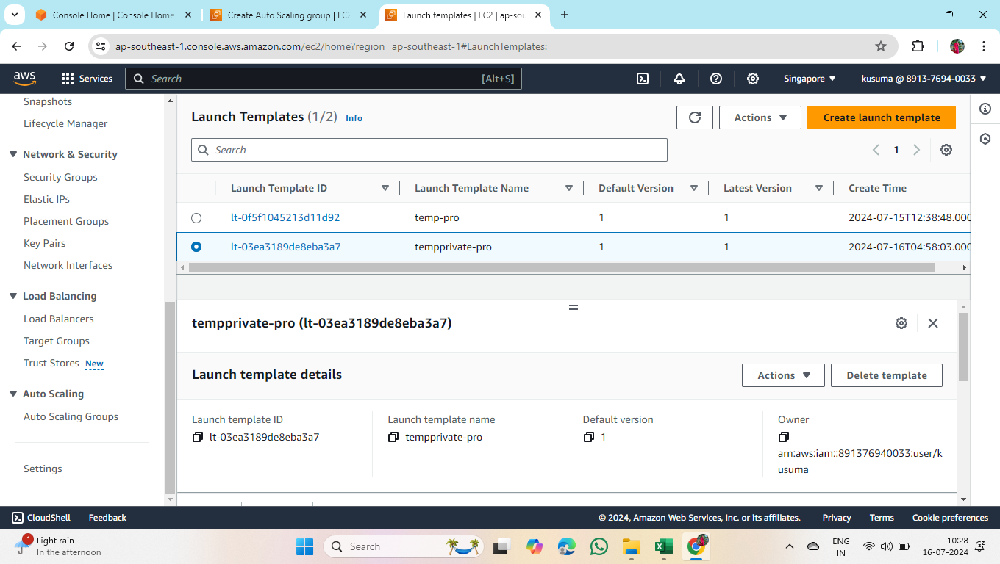 Console Home | Console Home
Create Auto Scaling group | EC2
Launch templates | EC2 | ap-sou
ap-southeast-1.console.aws.amazon.com/ec2/home?region=ap-southeast-1#LaunchTemplates:
aws
Services
Search
[Alt+S]
Singapore
kusuma @ 8913-7694-0033
Snapshots
Lifecycle Manager
Network & Security
Security Groups
Elastic IPs
Placement Groups
Key Pairs
Network Interfaces
Load Balancing
Load Balancers
Target Groups
Trust Stores New
Auto Scaling
Auto Scaling Groups
Settings
Launch Templates (1/2) Info
Actions
Create launch template
Search
1
Launch Template ID Launch Template Name Default Version Latest Version Create Time
lt-0f5f1045213d11d92 temp-pro 1 1 2024-07-15T12:38:48.000
lt-03ea3189de8eba3a7 tempprivate-pro 1 1 2024-07-16T04:58:03.000
tempprivate-pro (lt-03ea3189de8eba3a7)
Launch template details
Actions
Delete template
Launch template ID
lt-03ea3189de8eba3a7
Launch template name
tempprivate-pro
Default version
1
Owner
arn:aws:iam::891376940033:user/k
usuma
CloudShell
Feedback
© 2024, Amazon Web Services, Inc. or its affiliates.
Privacy
Terms
Cookie preferences
1
Light rain
In the afternoon
Search
ENG
IN
10:28
16-07-2024